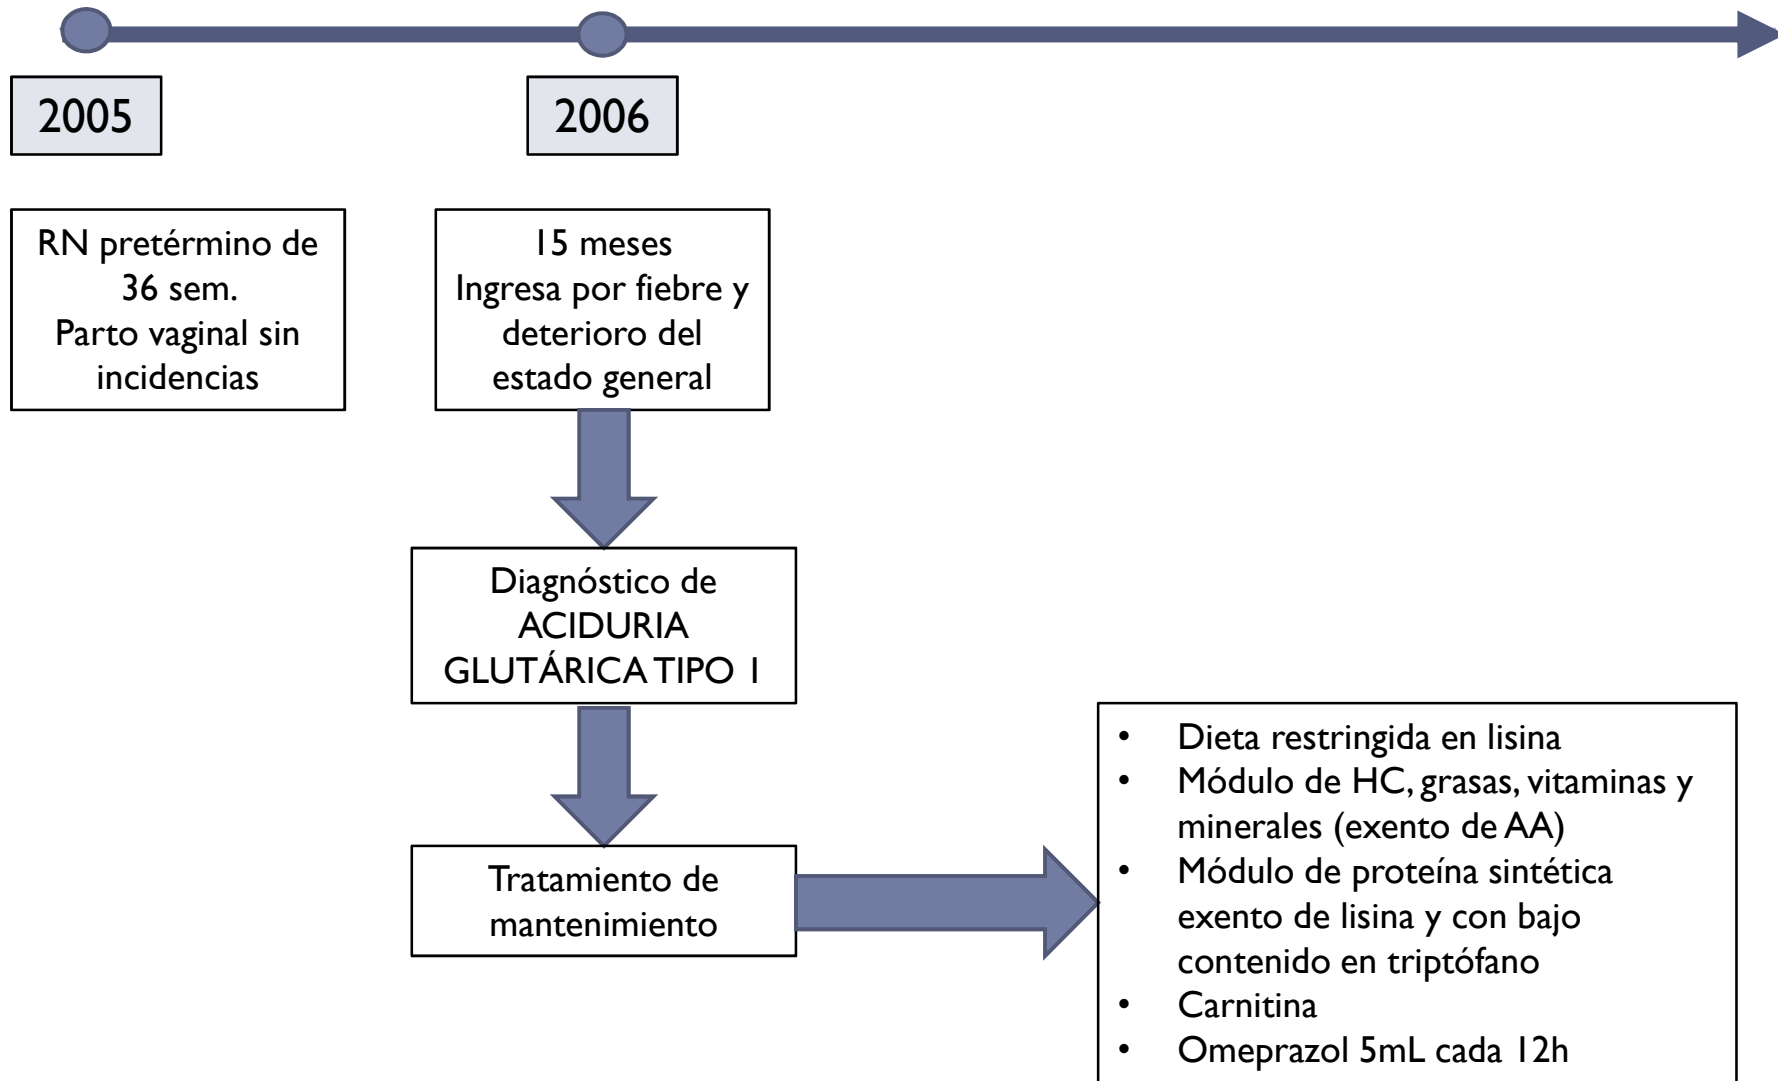 2005
2006
RN pretérmino de
36 sem.
Parto vaginal sin
incidencias
15 meses
Ingresa por fiebre y
deterioro del
estado general
Diagnóstico de
ACIDURIA
GLUTÁRICA TIPO 1
Tratamiento de
mantenimiento
• Dieta restringida en lisina
• Módulo de HC, grasas, vitaminas y
minerales (exento de AA)
• Módulo de proteína sintética
exento de lisina y con bajo
contenido en triptófano
• Carnitina
• Omeprazol 5mL cada 12h